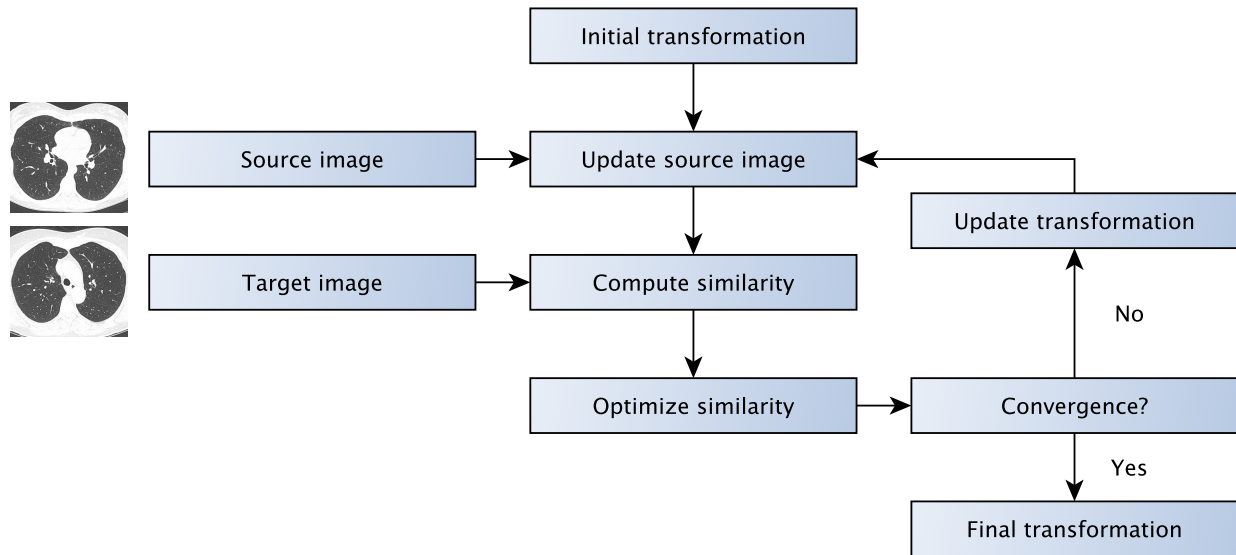 Initial transformation
Source image
Update source image
Update transformation
Target image
Compute similarity
No
Optimize similarity
Convergence?
Yes
Final transformation